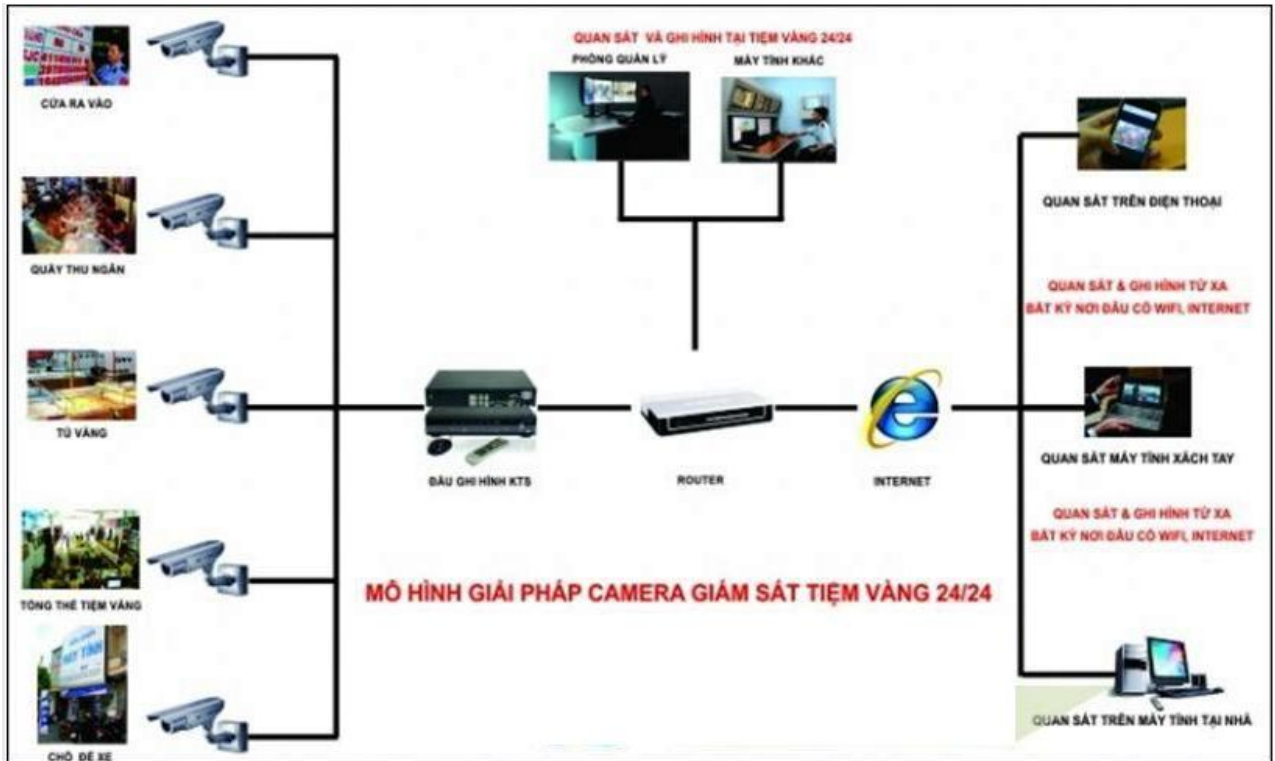 QUAN SÁT VÀ GHI HÌNH TẠI TIỆM VÀNG 24/24
PHÒNG QUẢN LÝ
MÁY TÍNH KHÁC
CỬA RA VÀO
QUẦY THU NGÂN
TỦ VÀNG
TỔNG THỂ TIỆM VÀNG
MÁY TÍNH
CHỖ ĐỂ XE
ĐẦU GHI HÌNH KTS
ROUTER
INTERNET
MÔ HÌNH GIẢI PHÁP CAMERA GIÁM SÁT TIỆM VÀNG 24/24
QUAN SÁT TRÊN ĐIỆN THOẠI
QUAN SÁT & GHI HÌNH TỪ XA
BẤT KỲ NƠI ĐÂU CÓ WIFI, INTERNET
QUAN SÁT MÁY TÍNH XÁCH TAY
QUAN SÁT & GHI HÌNH TỪ XA
BẤT KỲ NƠI ĐÂU CÓ WIFI, INTERNET
QUAN SÁT TRÊN MÁY TÍNH TẠI NHÀ